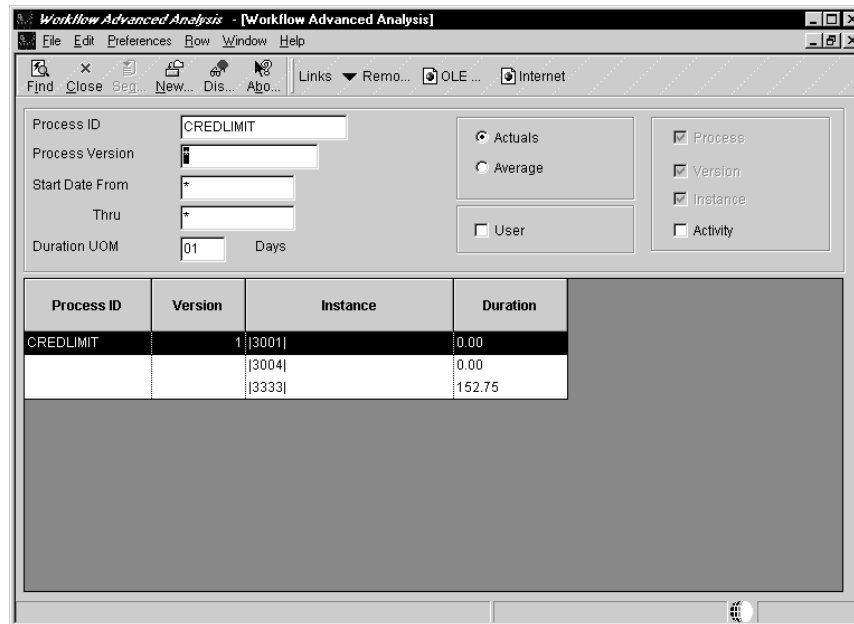 Workflow Advanced Analysis - [Workflow Advanced Analysis]
File Edit Preferences Row Window Help
Find Close Seq... New... Dis... Abo... Links Remo... OLE ... Internet
Process ID CREDLIMIT
Process Version *
Start Date From *
Thru *
Duration UOM 01 Days
Actuals
Average
User
Process
Version
Instance
Activity
Process ID Version Instance Duration
CREDLIMIT 1 |3001| 0.00
|3004| 0.00
|3333| 152.75